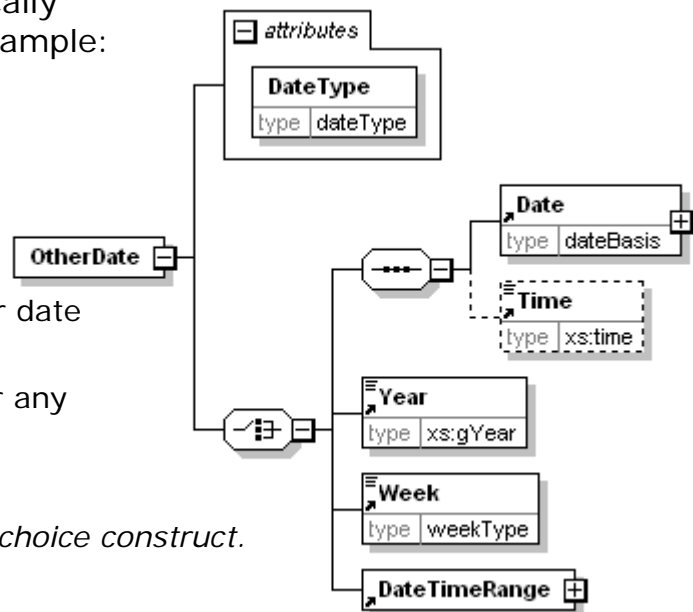 cally
ample:
attributes
DateType
type dateType
Date
type dateBasis
OtherDate
Time
type xs:time
r date
r any
Year
type xs:gYear
Week
type weekType
choice construct.
DateTimeRange